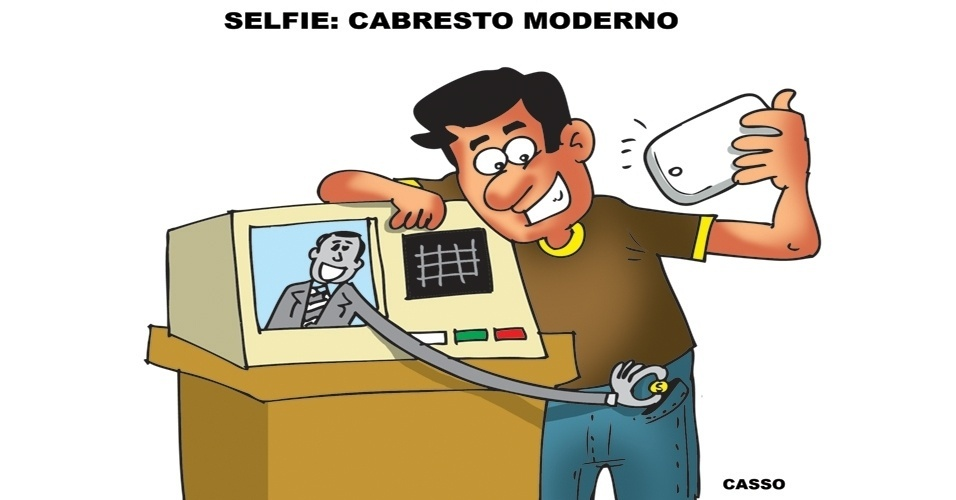 SELFIE: CABRESTO MODERNO
$
CASSO